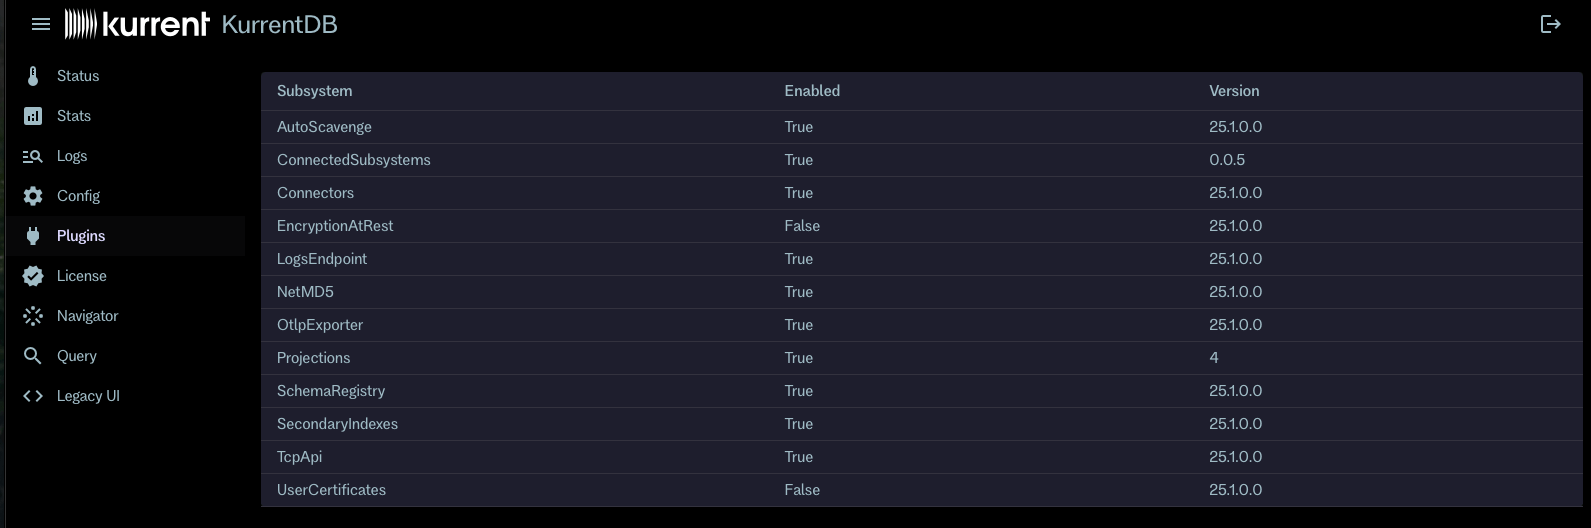 kurrent KurrentDB
Status
Stats
Logs
Config
Plugins
License
Navigator
Query
Legacy UI
Subsystem Enabled Version
AutoScavenge True 25.1.0.0
ConnectedSubsystems True 0.0.5
Connectors True 25.1.0.0
EncryptionAtRest False 25.1.0.0
LogsEndpoint True 25.1.0.0
NetMD5 True 25.1.0.0
OtlpExporter True 25.1.0.0
Projections True 4
SchemaRegistry True 25.1.0.0
SecondaryIndexes True 25.1.0.0
TcpApi True 25.1.0.0
UserCertificates False 25.1.0.0